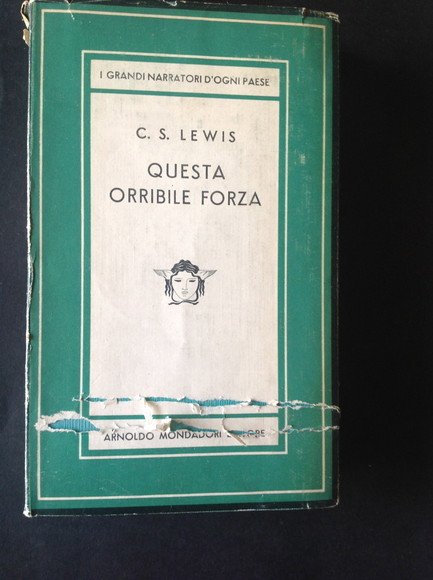 I GRANDI NARRATORI D'OGNI PAESE
C. S. LEWIS
QUESTA
ORRIBILE FORZA
ARNOLDO MONDADORI